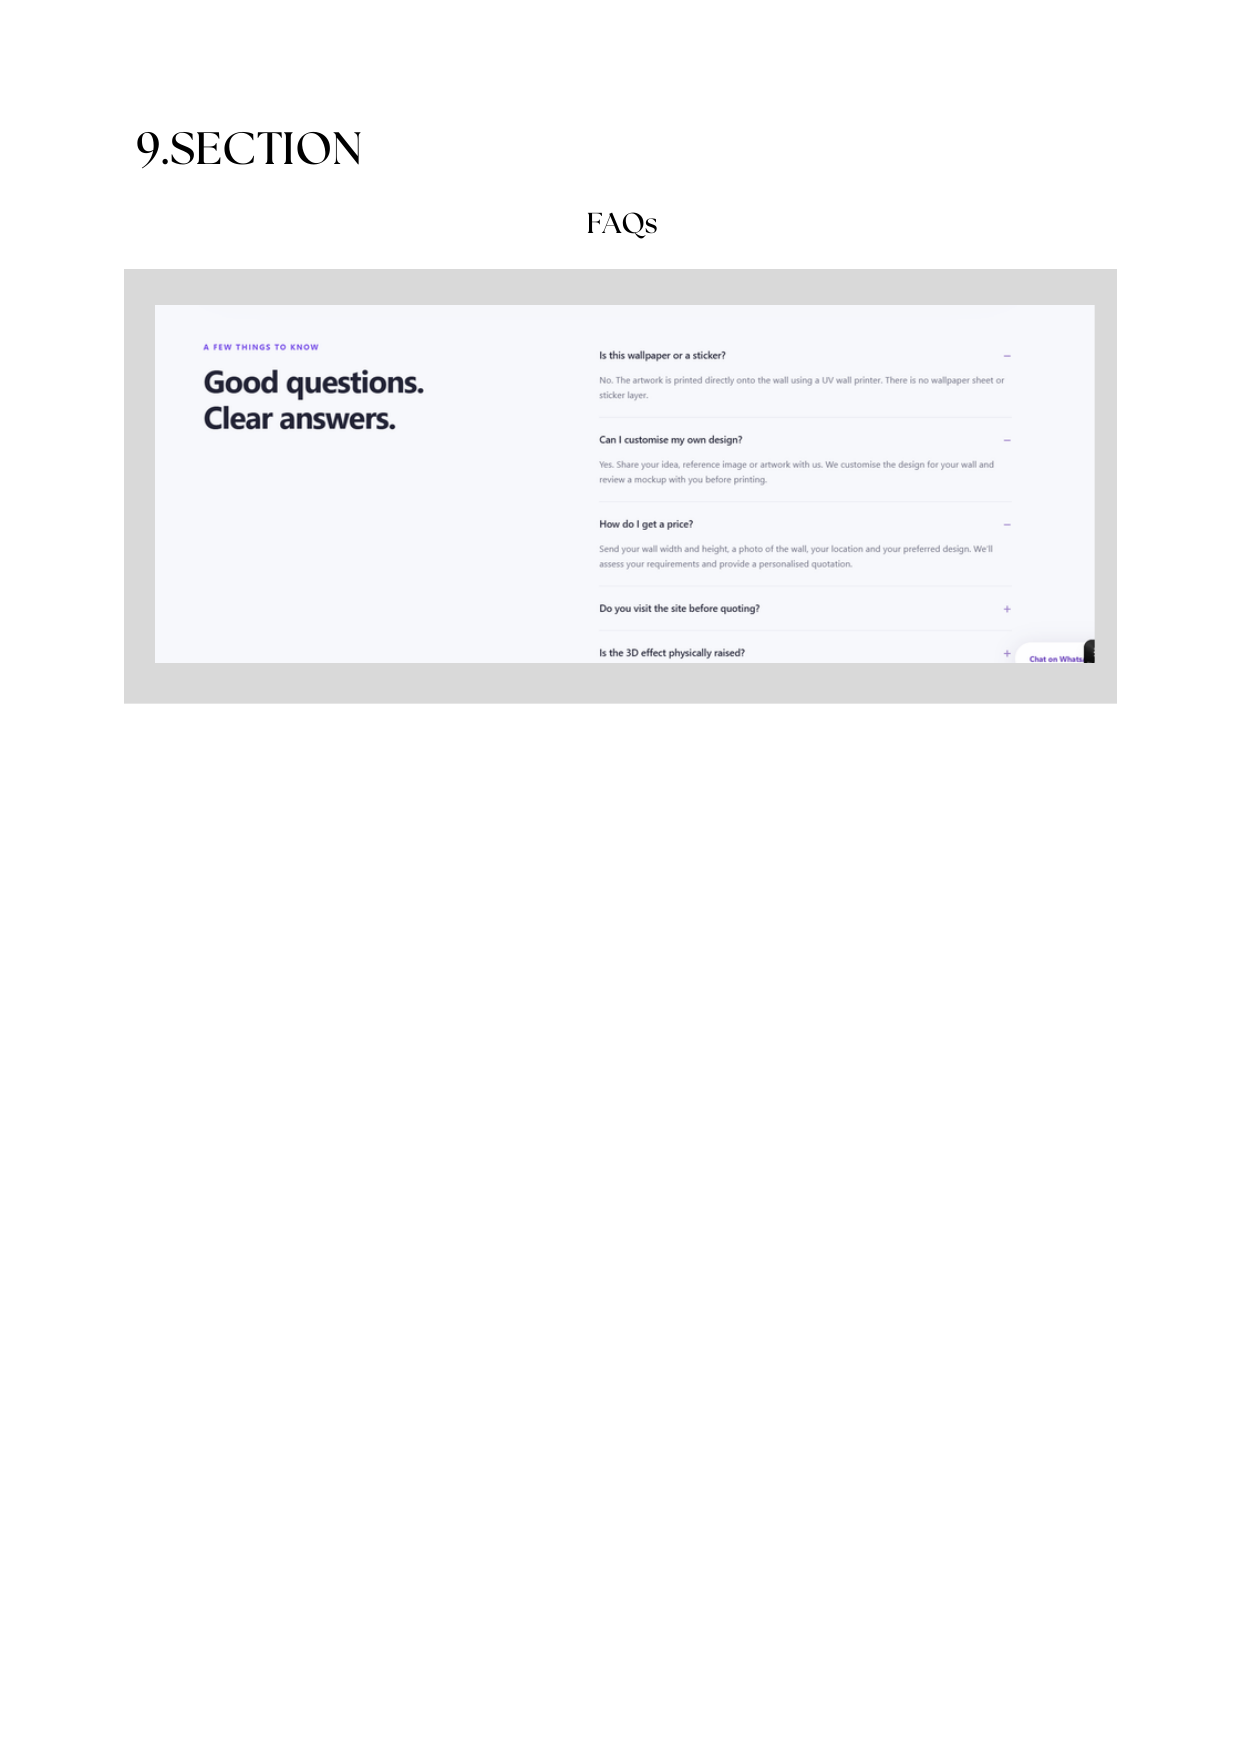 9.SECTION
FAQs
A FEW THINGS TO KNOW
Good questions.
Clear answers.
Is this wallpaper or a sticker? −
No. The artwork is printed directly onto the wall using a UV wall printer. There is no wallpaper sheet or
sticker layer.
Can I customise my own design? −
Yes. Share your idea, reference image or artwork with us. We customise the design for your wall and
review a mockup with you before printing.
How do I get a price? −
Send your wall width and height, a photo of the wall, your location and your preferred design. We'll
assess your requirements and provide a personalised quotation.
Do you visit the site before quoting? +
Is the 3D effect physically raised? +
Chat on Whats